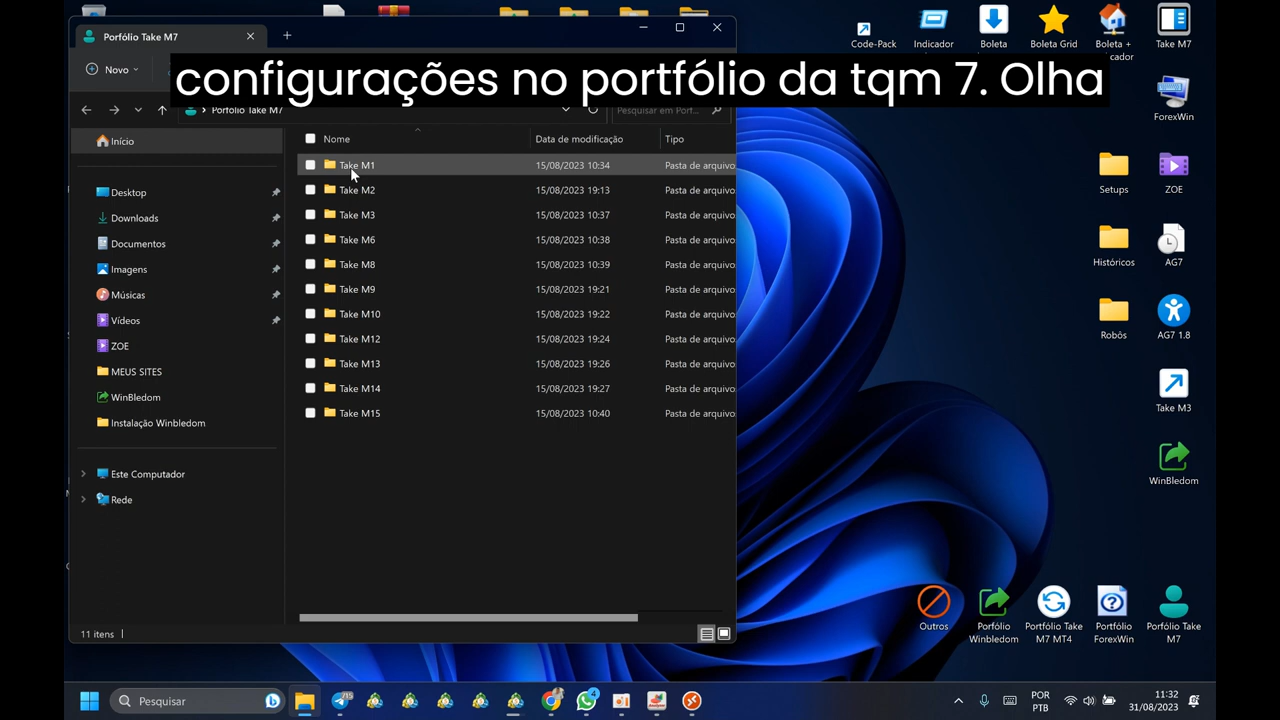 Porfólio Take M7
configurações no portfólio da tqm 7. Olha
Novo
Porfólio Take M7
Pesquisar em Porf...
Início
Desktop
Downloads
Documentos
Imagens
Músicas
Vídeos
ZOE
MEUS SITES
WinBledom
Instalação Winbledom
Este Computador
Rede
Nome Data de modificação Tipo
Take M1 15/08/2023 10:34 Pasta de arquivo
Take M2 15/08/2023 19:13 Pasta de arquivo
Take M3 15/08/2023 10:37 Pasta de arquivo
Take M6 15/08/2023 10:38 Pasta de arquivo
Take M8 15/08/2023 10:39 Pasta de arquivo
Take M9 15/08/2023 19:21 Pasta de arquivo
Take M10 15/08/2023 19:22 Pasta de arquivo
Take M12 15/08/2023 19:24 Pasta de arquivo
Take M13 15/08/2023 19:26 Pasta de arquivo
Take M14 15/08/2023 19:27 Pasta de arquivo
Take M15 15/08/2023 10:40 Pasta de arquivo
11 itens
Code-Pack
Indicador
Boleta
Boleta Grid
Boleta +
cador
Take M7
ForexWin
Setups
ZOE
Históricos
AG7
Robôs
AG7 1.8
Take M3
WinBledom
Outros
Porfólio
Winbledom
Portfólio Take
M7 MT4
Portfólio
ForexWin
Porfólio Take
M7
Pesquisar
4
POR
PTB
11:32
31/08/2023